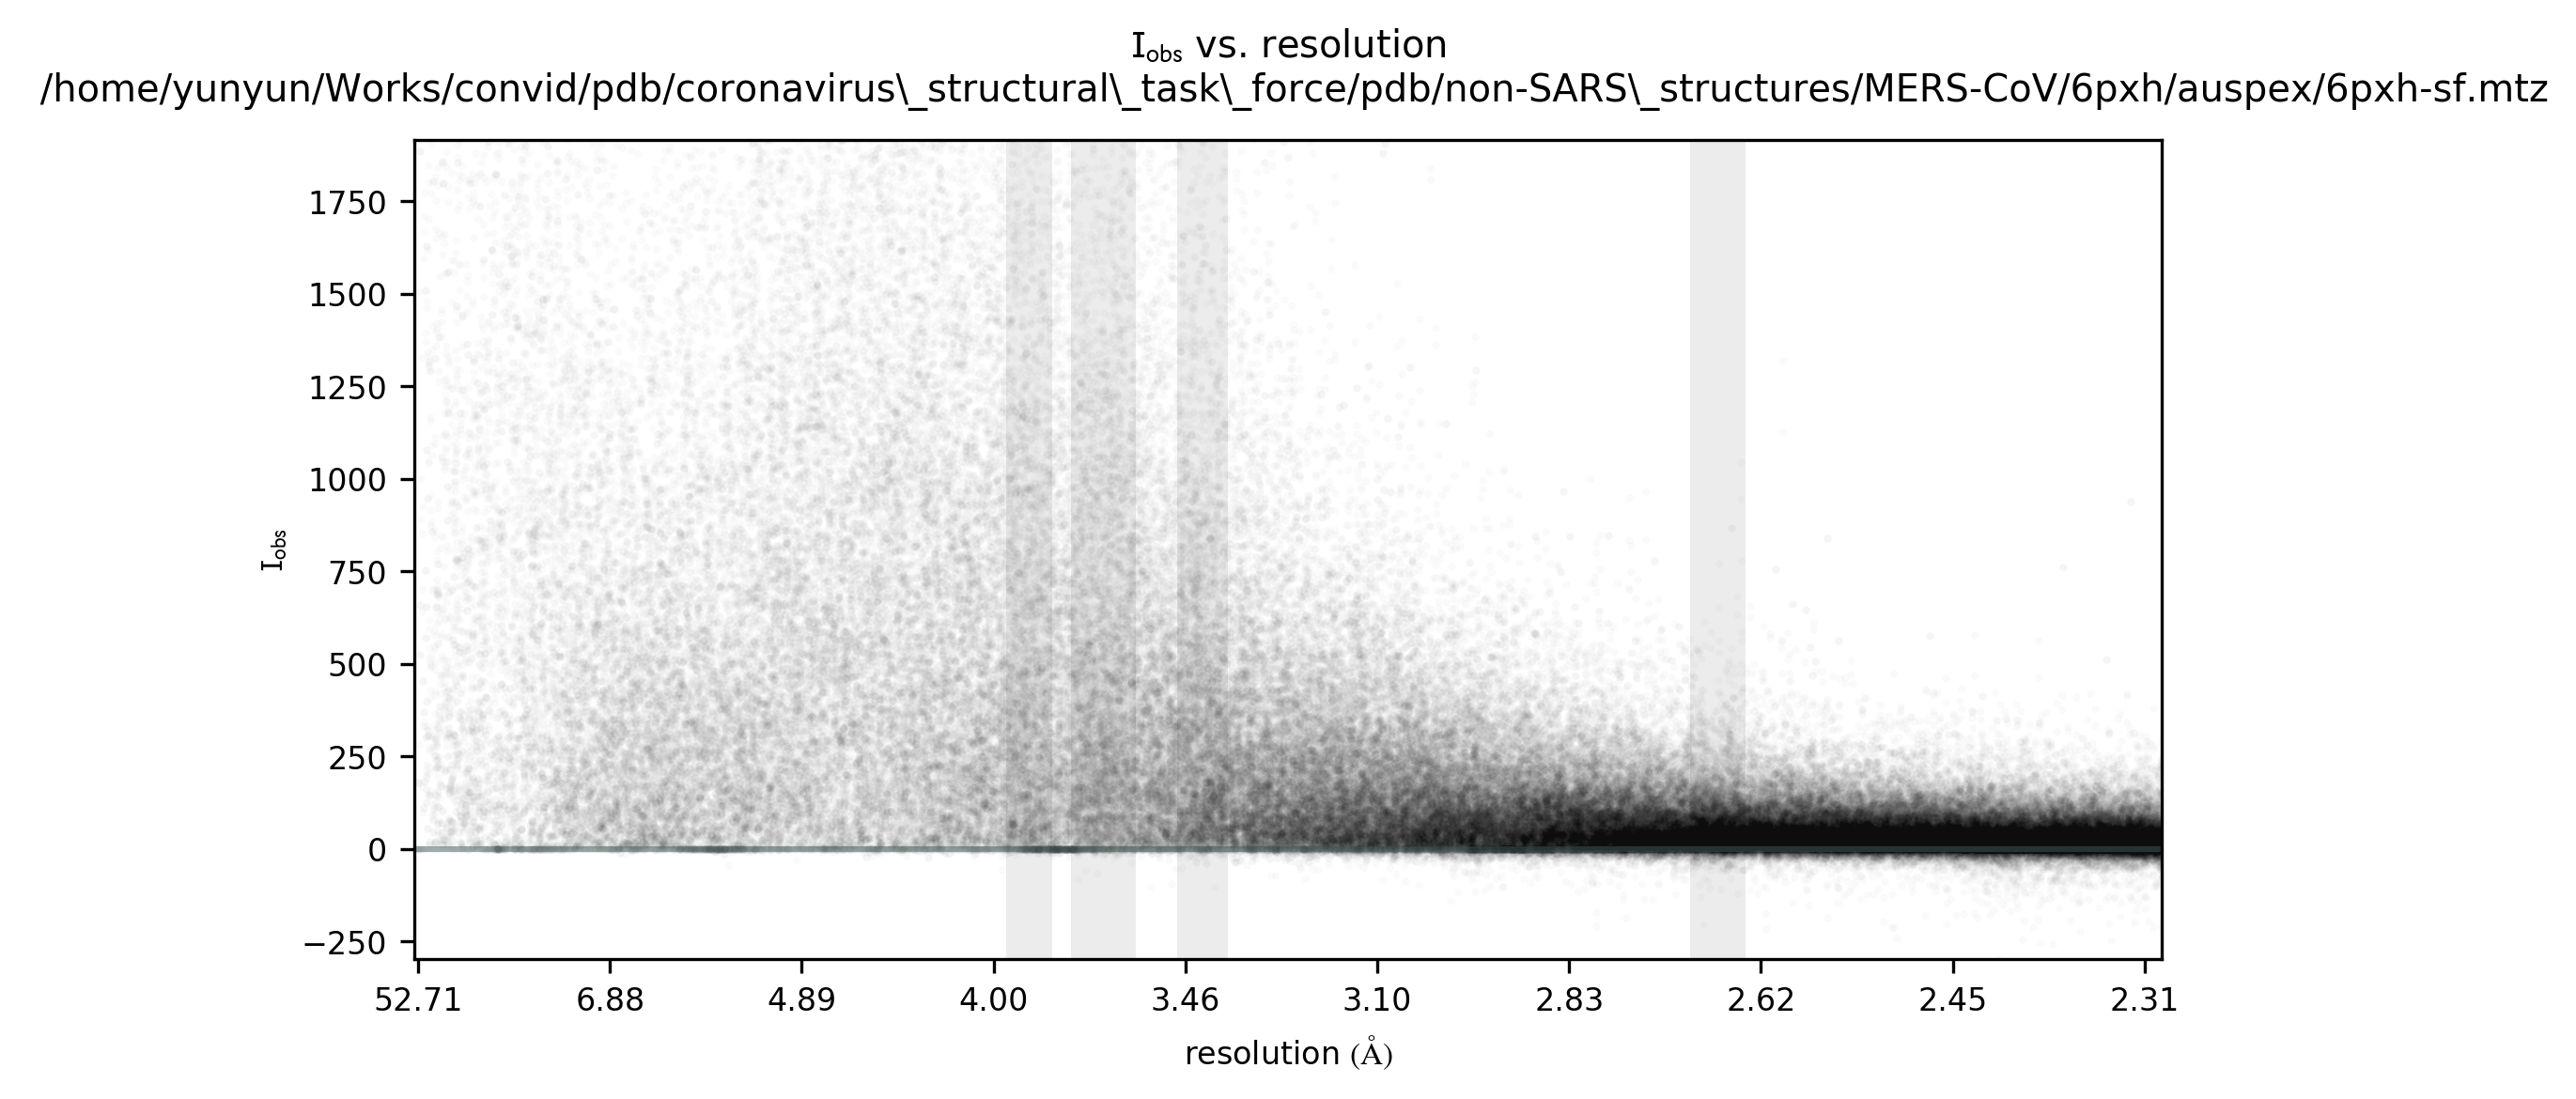 I_obs vs. resolution
/home/yunyun/Works/convid/pdb/coronavirus\_structural\_task\_force/pdb/non-SARS\_structures/MERS-CoV/6pxh/auspex/6pxh-sf.mtz
1750
1500
1250
1000
750
500
250
0
−250
I_obs
52.71 6.88 4.89 4.00 3.46 3.10 2.83 2.62 2.45 2.31
resolution (Å)